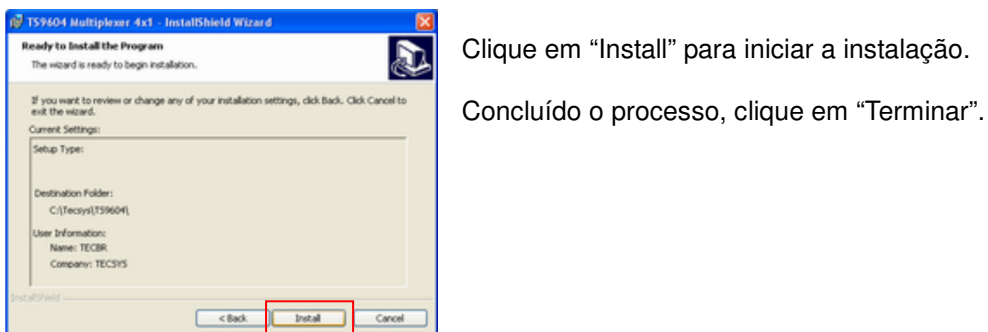 TS9604 Multiplexer 4x1 - InstallShield Wizard
Ready to Install the Program
The wizard is ready to begin installation.
If you want to review or change any of your installation settings, click Back. Click Cancel to
exit the wizard.
Current Settings:
Setup Type:
Destination Folder:
C:\Tecsys\TS9604\
User Information:
Name: TECBR
Company: TECSYS
InstallShield
< Back
Install
Cancel
Clique em “Install” para iniciar a instalação.
Concluído o processo, clique em “Terminar”.